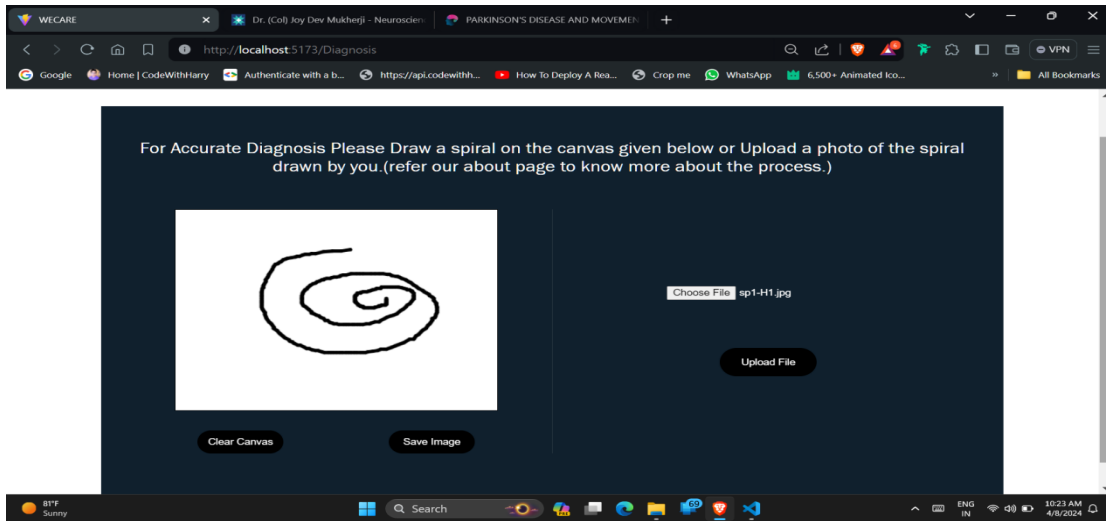 WECARE
Dr. (Col) Joy Dev Mukherji - Neuroscien
PARKINSON'S DISEASE AND MOVEMEN
http://localhost:5173/Diagnosis
VPN
Google
Home | CodeWithHarry
Authenticate with a b...
https://api.codewithh...
How To Deploy A Rea...
Crop me
WhatsApp
6,500+ Animated Ico...
»
All Bookmarks
For Accurate Diagnosis Please Draw a spiral on the canvas given below or Upload a photo of the spiral
drawn by you.(refer our about page to know more about the process.)
Choose File sp1-H1.jpg
Upload File
Clear Canvas
Save Image
81°F
Sunny
Search
69
ENG
IN
10:23 AM
4/8/2024